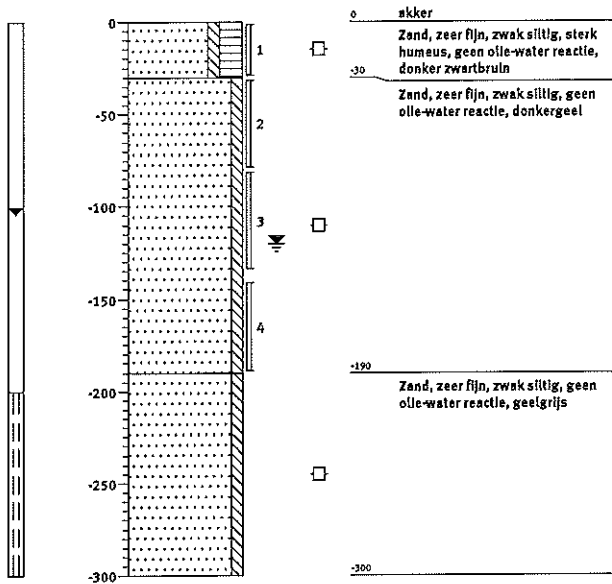 0
akker
Zand, zeer fijn, zwak siltig, sterk
humeus, geen olie-water reactie,
donker zwartbruin
-30
Zand, zeer fijn, zwak siltig, geen
olie-water reactie, donkergeel
-190
Zand, zeer fijn, zwak siltig, geen
olie-water reactie, geelgrijs
-300
0
-50
-100
-150
-200
-250
-300
1
2
3
4